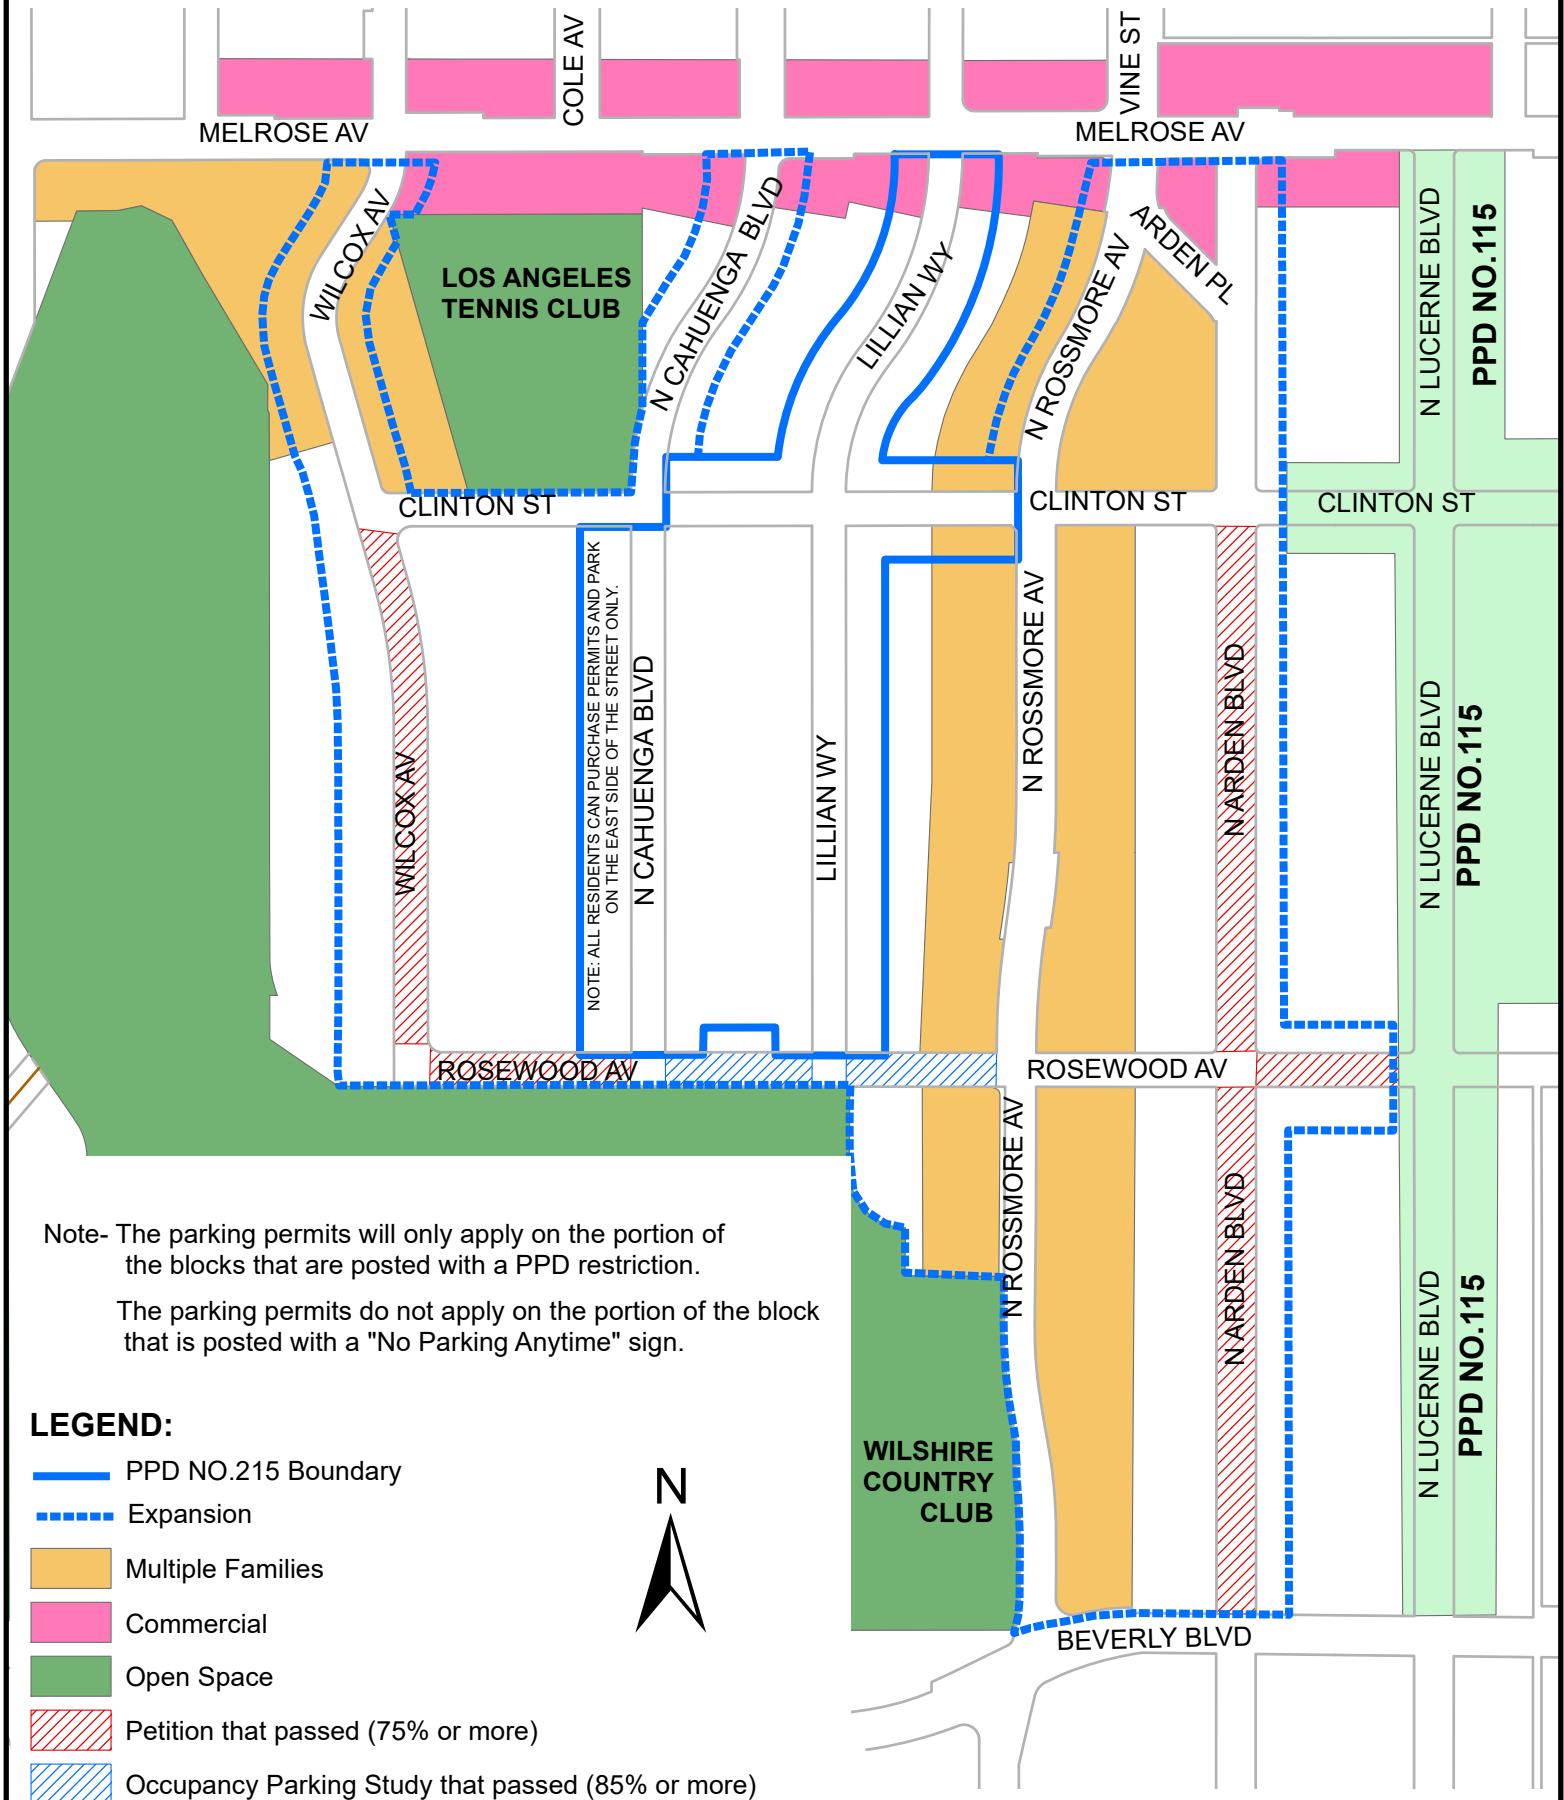 COLE AV
VINE ST
MELROSE AV
MELROSE AV
WILCOX AV
LOS ANGELES
TENNIS CLUB
N CAHUENGA BLVD
LILLIAN WY
N ROSSMORE AV
ARDEN PL
N LUCERNE BLVD
PPD NO.115
CLINTON ST
CLINTON ST
CLINTON ST
WILCOX AV
NOTE: ALL RESIDENTS CAN PURCHASE PERMITS AND PARK
ON THE EAST SIDE OF THE STREET ONLY.
N CAHUENGA BLVD
LILLIAN WY
N ROSSMORE AV
N ARDEN BLVD
N LUCERNE BLVD
PPD NO.115
ROSEWOOD AV
ROSEWOOD AV
N ROSSMORE AV
N ARDEN BLVD
N LUCERNE BLVD
PPD NO.115
Note- The parking permits will only apply on the portion of
the blocks that are posted with a PPD restriction.
The parking permits do not apply on the portion of the block
that is posted with a "No Parking Anytime" sign.
LEGEND:
PPD NO.215 Boundary
Expansion
Multiple Families
Commercial
Open Space
Petition that passed (75% or more)
Occupancy Parking Study that passed (85% or more)
N
WILSHIRE
COUNTRY
CLUB
BEVERLY BLVD